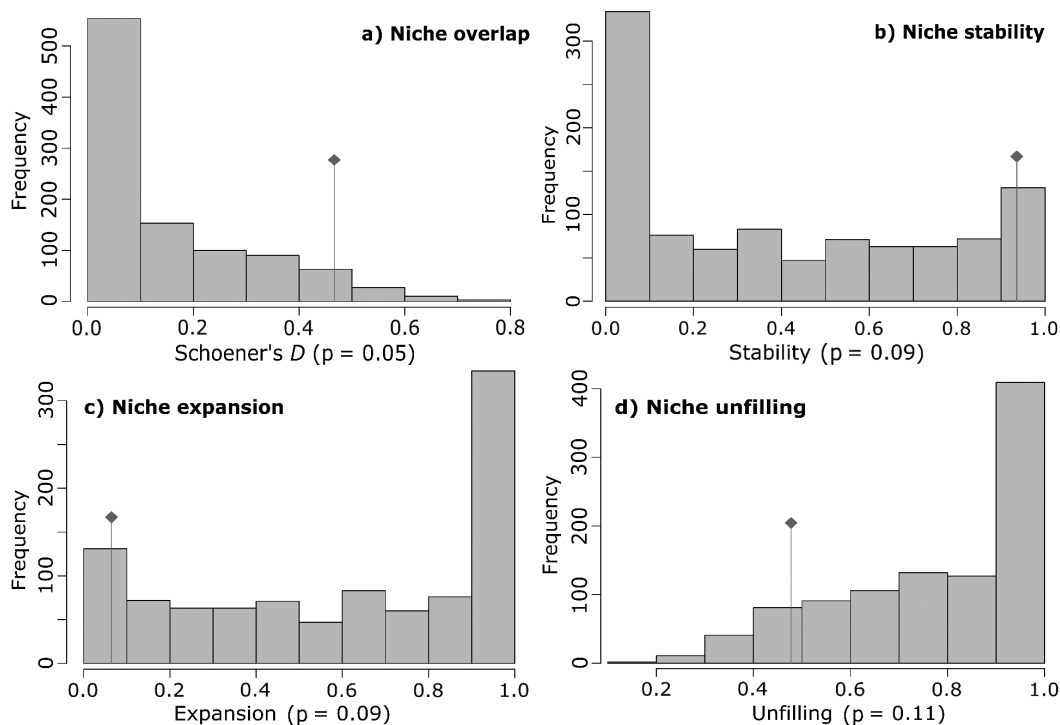 a) Niche overlap
Frequency
0 100 200 300 400 500
0.0 0.2 0.4 0.6 0.8
Schoener's D (p = 0.05)
b) Niche stability
Frequency
0 100 200 300
0.0 0.2 0.4 0.6 0.8 1.0
Stability (p = 0.09)
c) Niche expansion
Frequency
0 100 200 300
0.0 0.2 0.4 0.6 0.8 1.0
Expansion (p = 0.09)
d) Niche unfilling
Frequency
0 100 200 300 400
0.2 0.4 0.6 0.8 1.0
Unfilling (p = 0.11)